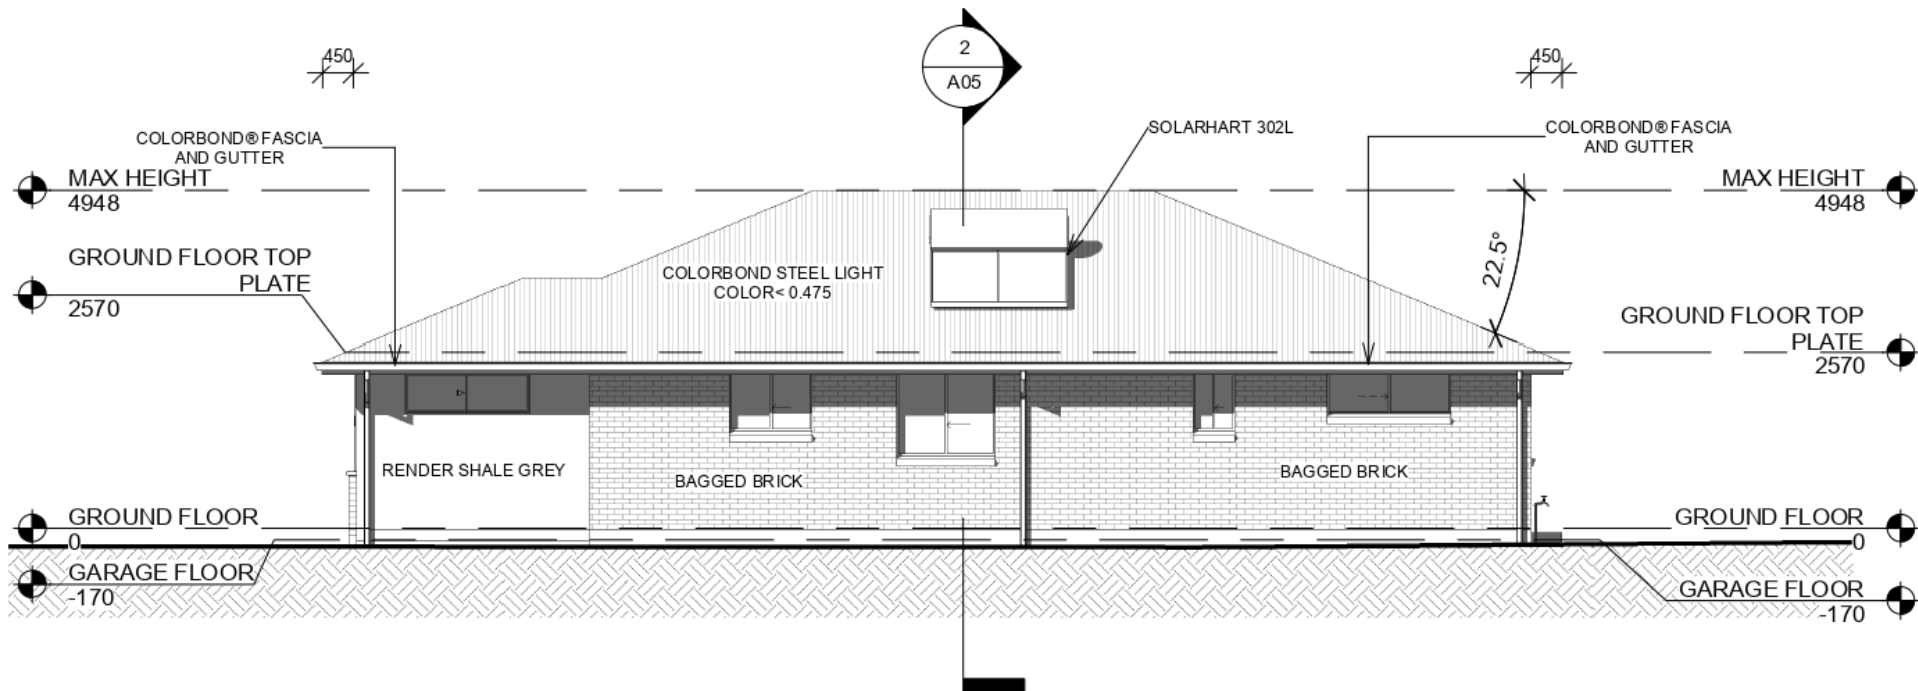 2
A05
450
450
SOLARHART 302L
COLORBOND® FASCIA
AND GUTTER
COLORBOND® FASCIA
AND GUTTER
MAX HEIGHT
4948
MAX HEIGHT
4948
22.5°
GROUND FLOOR TOP
PLATE
2570
COLORBOND STEEL LIGHT
COLOR< 0.475
GROUND FLOOR TOP
PLATE
2570
RENDER SHALE GREY
BAGGED BRICK
BAGGED BRICK
GROUND FLOOR
0
GROUND FLOOR
0
GARAGE FLOOR
-170
GARAGE FLOOR
-170